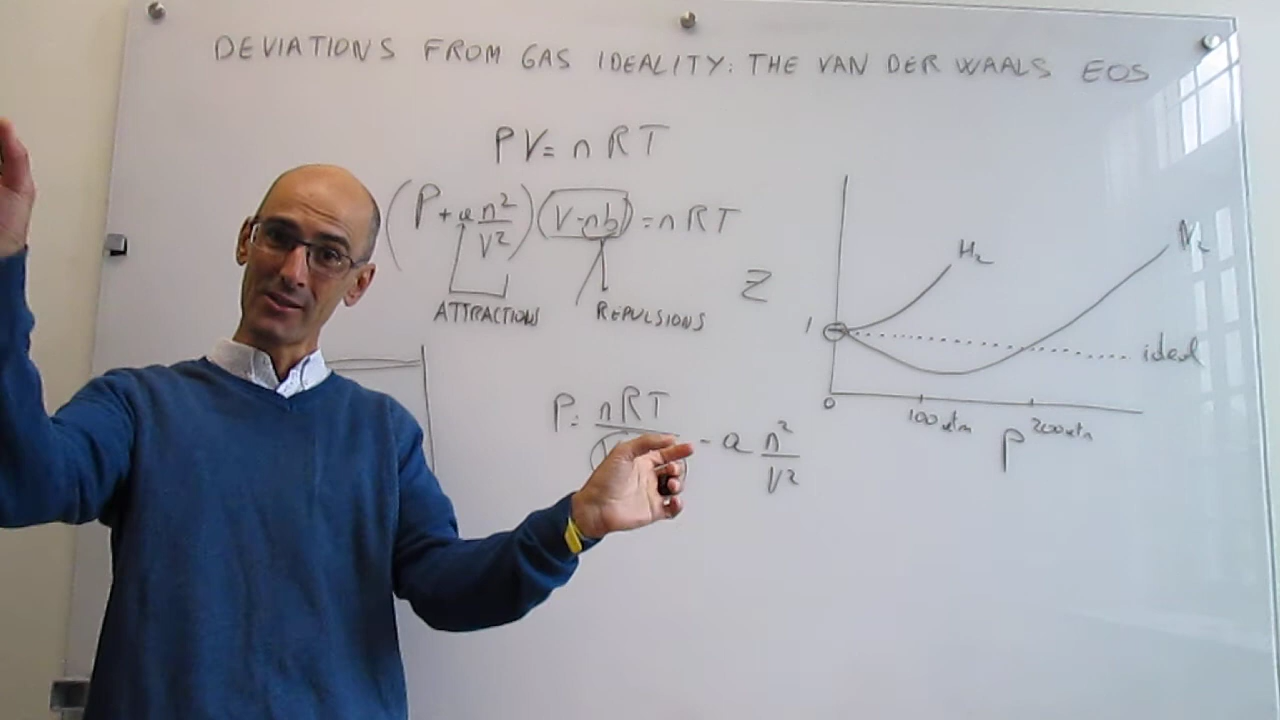 DEVIATIONS FROM GAS IDEALITY: THE VAN DER WAALS EOS
PV = nRT
(P + a n²/V²)(V-nb) = nRT
ATTRACTIONS
REPULSIONS
P = nRT
- a n²/V²
Z
1
H₂
N₂
ideal
0
100 atm
200 atm
P